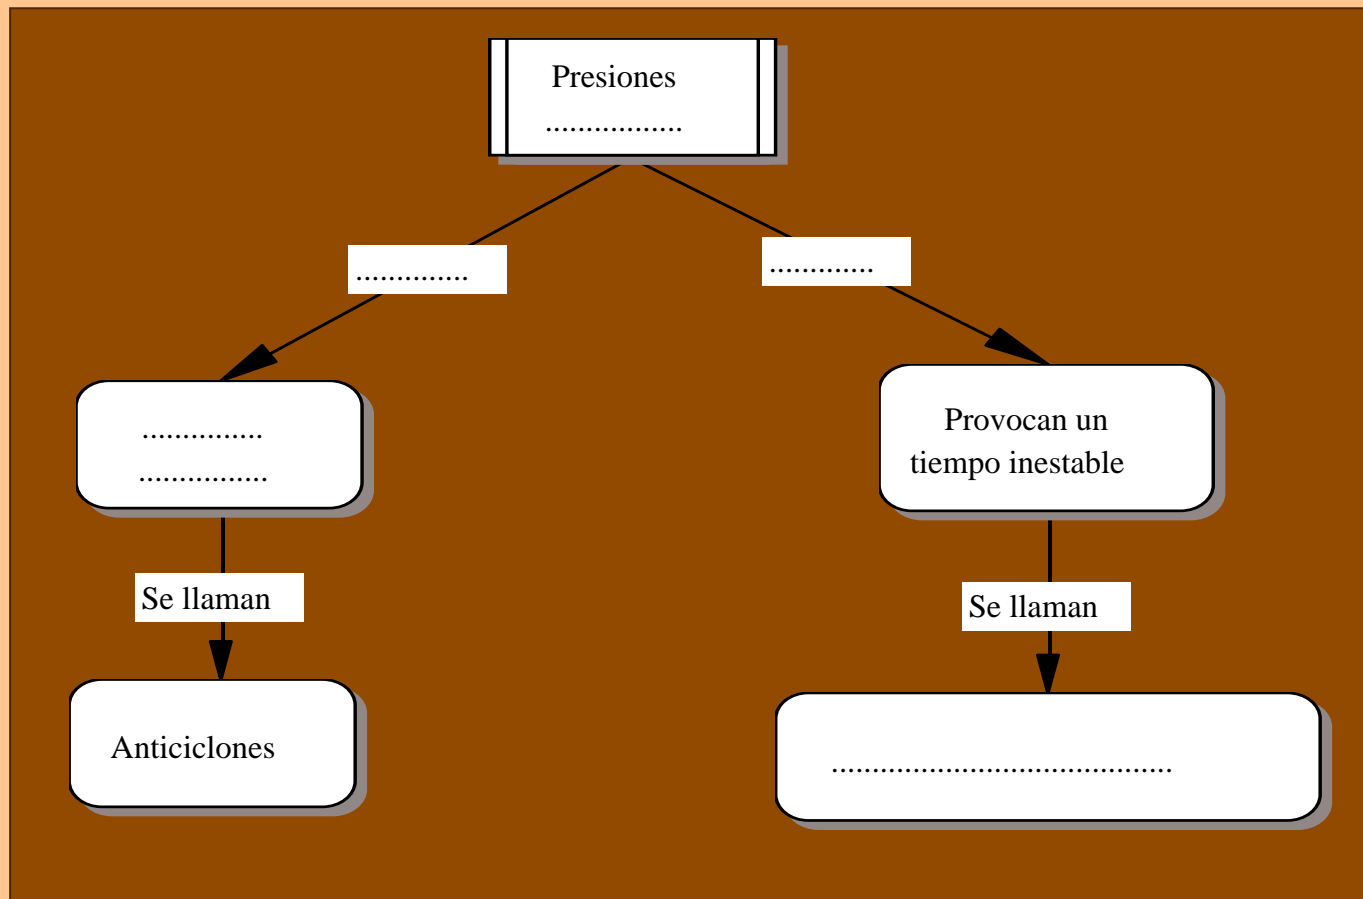 Presiones
.................
..............
.............
...............
................
Provocan un
tiempo inestable
Se llaman
Se llaman
Anticiclones
..........................................